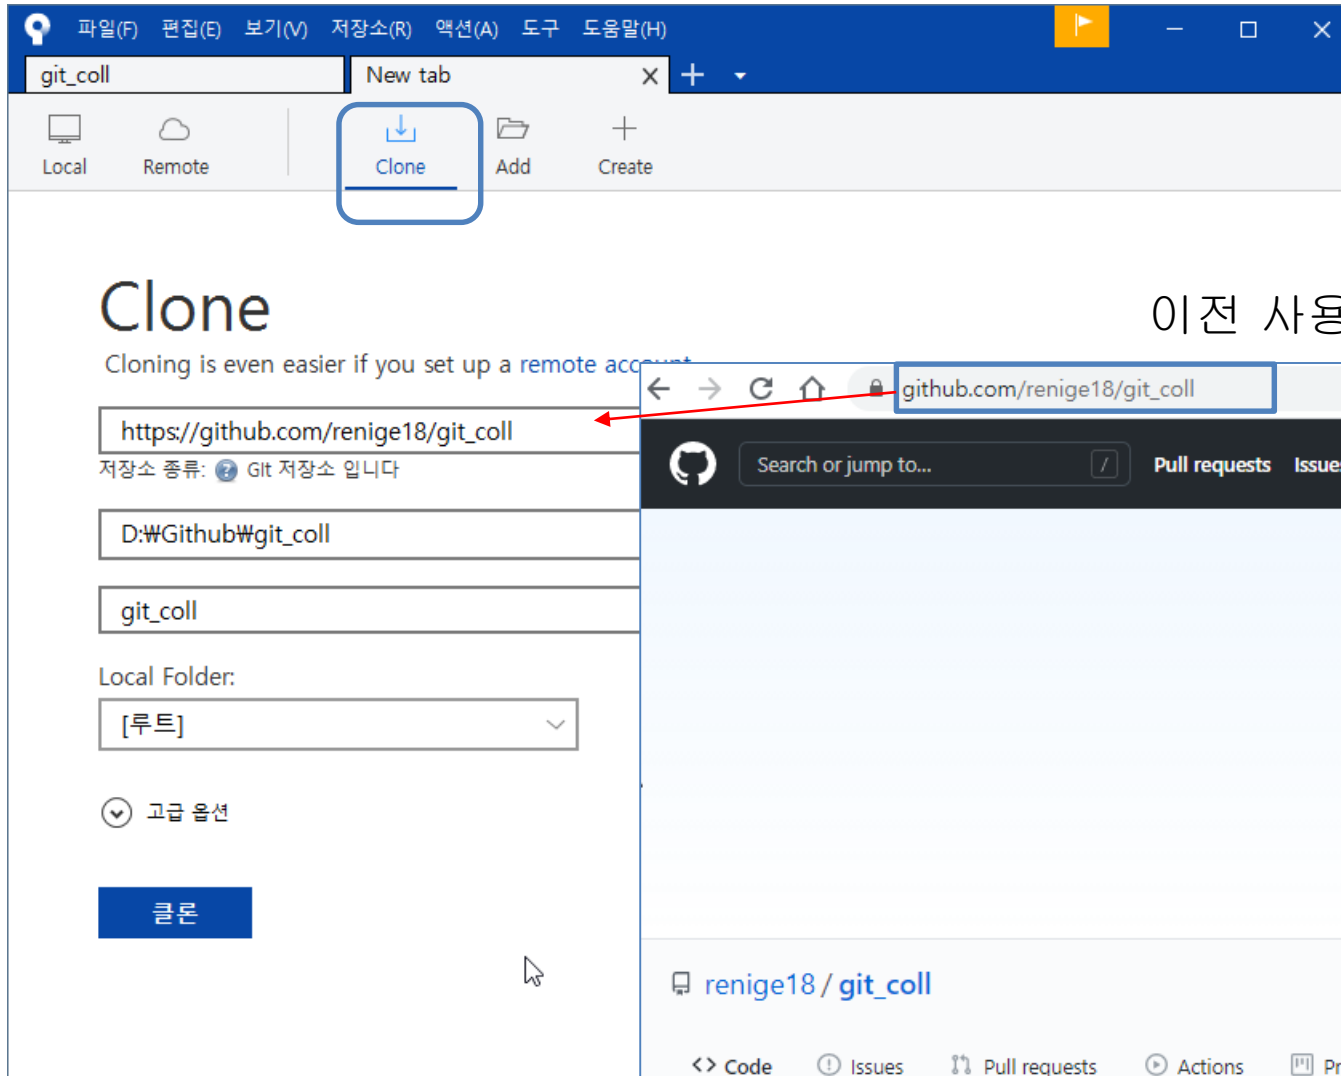 파일(F) 편집(E) 보기(V) 저장소(R) 액션(A) 도구 도움말(H)
git_coll New tab
Local Remote Clone Add Create
Clone
이전 사용
Cloning is even easier if you set up a remote account
github.com/renige18/git_coll
https://github.com/renige18/git_coll
저장소 종류: GIt 저장소 입니다
Search or jump to... / Pull requests Issues
D:₩Github₩git_coll
git_coll
Local Folder:
[루트]
고급 옵션
클론
renige18 / git_coll
<> Code Issues Pull requests Actions Pr